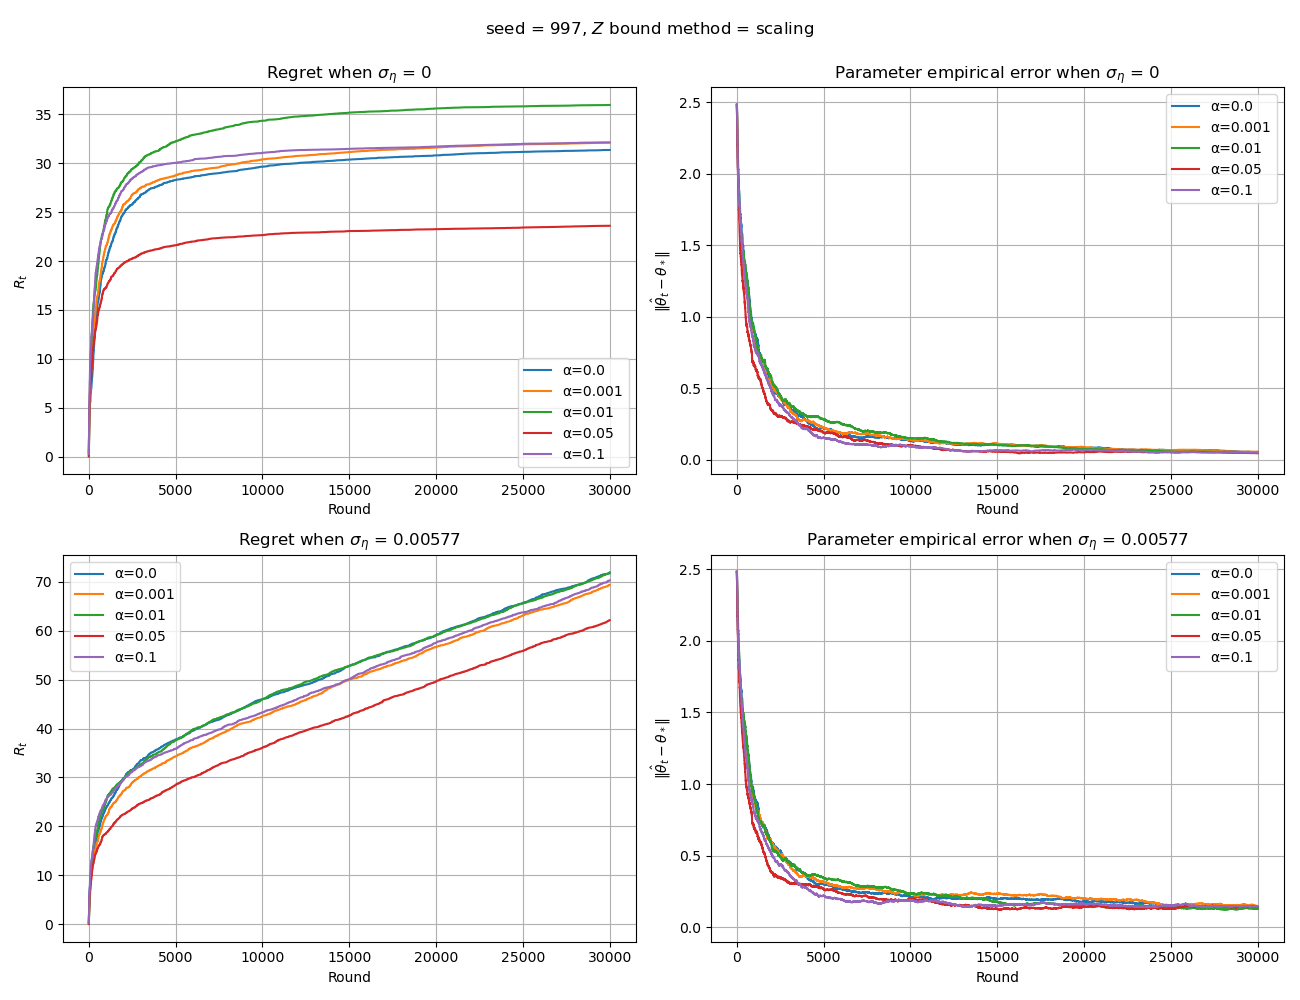 seed = 997, Z bound method = scaling
Regret when σ_η = 0
35
30
25
20
15
10
5
0
R_t
α=0.0
α=0.001
α=0.01
α=0.05
α=0.1
0 5000 10000 15000 20000 25000 30000
Round
Parameter empirical error when σ_η = 0
2.5
2.0
1.5
1.0
0.5
0.0
‖θ̂_t − θ_*‖
α=0.0
α=0.001
α=0.01
α=0.05
α=0.1
0 5000 10000 15000 20000 25000 30000
Round
Regret when σ_η = 0.00577
70
60
50
40
30
20
10
0
R_t
α=0.0
α=0.001
α=0.01
α=0.05
α=0.1
0 5000 10000 15000 20000 25000 30000
Round
Parameter empirical error when σ_η = 0.00577
2.5
2.0
1.5
1.0
0.5
0.0
‖θ̂_t − θ_*‖
α=0.0
α=0.001
α=0.01
α=0.05
α=0.1
0 5000 10000 15000 20000 25000 30000
Round